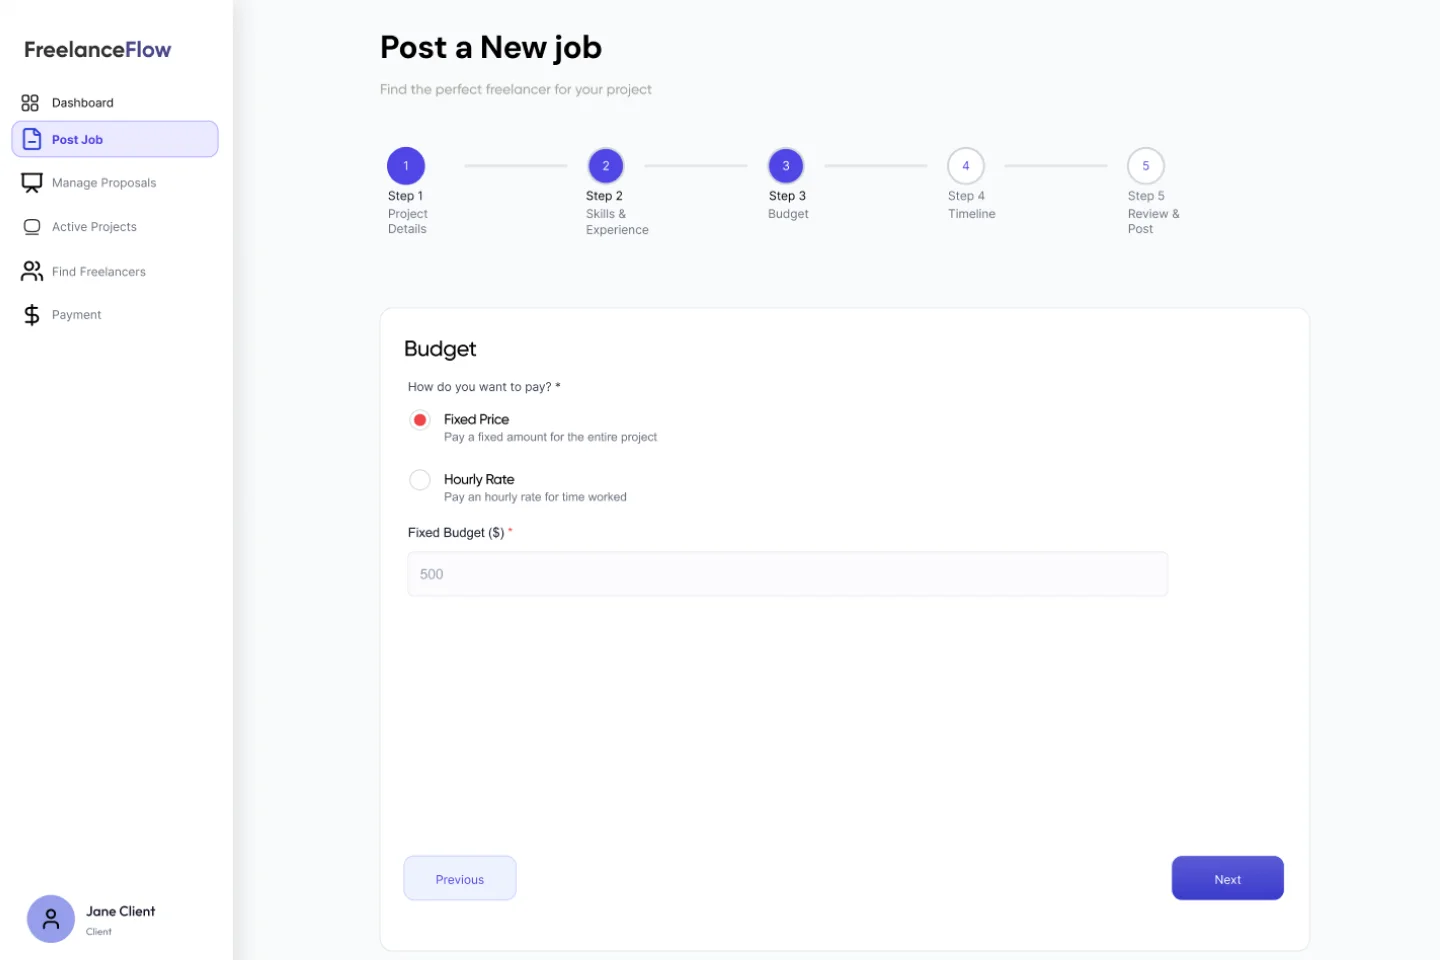 FreelanceFlow
Dashboard
Post Job
Manage Proposals
Active Projects
Find Freelancers
Payment
Jane Client
Client
Post a New job
Find the perfect freelancer for your project
1
Step 1
Project
Details
2
Step 2
Skills &
Experience
3
Step 3
Budget
4
Step 4
Timeline
5
Step 5
Review &
Post
Budget
How do you want to pay? *
Fixed Price
Pay a fixed amount for the entire project
Hourly Rate
Pay an hourly rate for time worked
Fixed Budget ($) *
500
Previous
Next